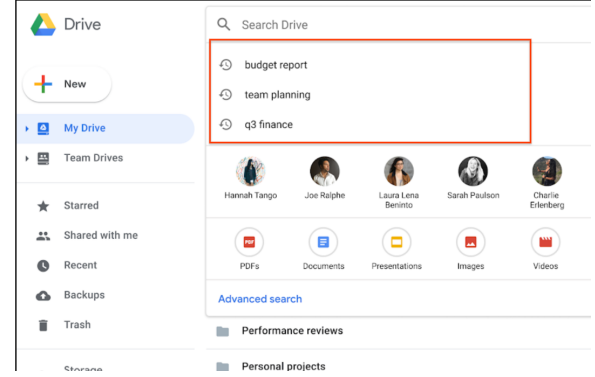 Drive
Search Drive
New
budget report
team planning
q3 finance
My Drive
Team Drives
Starred
Shared with me
Recent
Backups
Trash
Storage
Hannah Tango
Joe Ralphe
Laura Lena
Beninto
Sarah Paulson
Charlie
Erlenberg
PDF
PDFs
Documents
Presentations
Images
Videos
Advanced search
Performance reviews
Personal projects